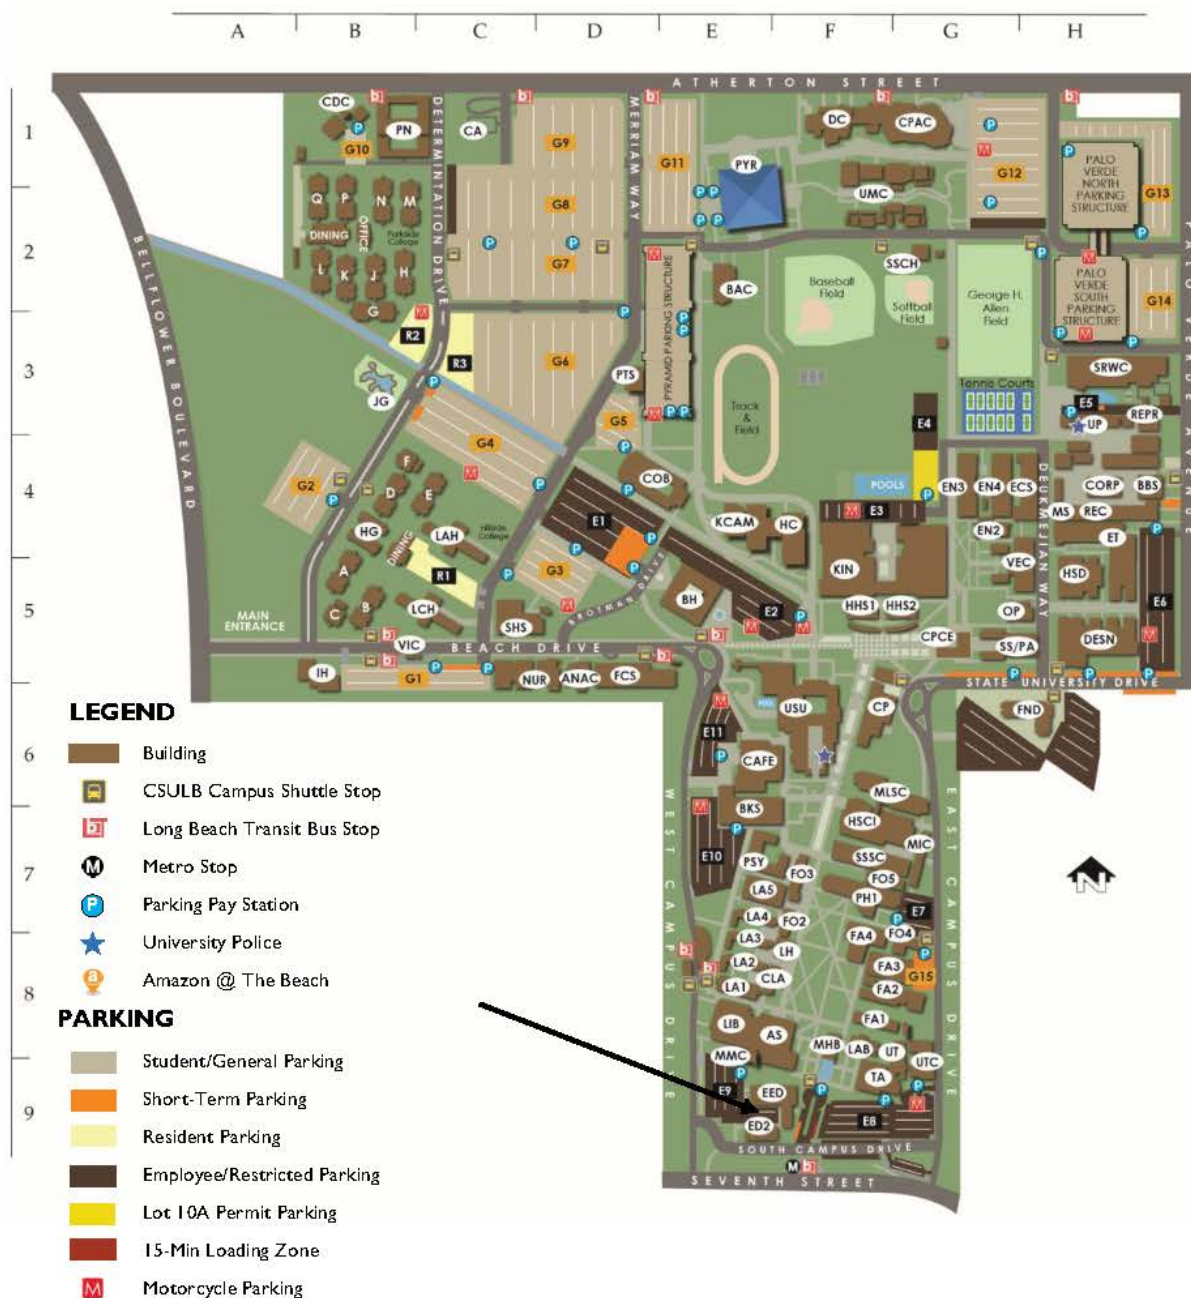 A B C D E F G H
ATHERTON STREET
1
2
3
4
5
6
7
8
9
CDC
PN
G10
CA
G9
G11
DC
CPAC
PYR
UMC
G12
PALO
VERDE
NORTH
PARKING
STRUCTURE
G13
DETERMINATION DRIVE
MERRIAM WAY
BELLFLOWER BOULEVARD
PALO VERDE AVENUE
Q P N M
OFFICE
Parkside
College
DINING
L K J H
G
G8
G7
BAC
SSCH
Baseball
Field
Softball
Field
George H.
Allen
Field
PALO
VERDE
SOUTH
PARKING
STRUCTURE
G14
PYRAMID PARKING STRUCTURE
R2
R3
G6
PTS
JG
Track
&
Field
Tennis Courts
SRWC
E5
REPR
UP
E4
G5
G4
G2
F
D
E
COB
POOLS
EN3
EN4
ECS
DEUKMEJIAN WAY
CORP
BBS
MS
REC
HG
LAH
Hillside
College
E1
KCAM
HC
E3
EN2
ET
DINING
A
R1
G3
BROTMAN DRIVE
KIN
VEC
HSD
C
B
LCH
SHS
BH
E2
HHS1
HHS2
OP
E6
MAIN
ENTRANCE
VIC
BEACH DRIVE
CPCE
SS/PA
DESN
IH
G1
NUR
ANAC
FCS
STATE UNIVERSITY DRIVE
USU
CP
FND
E11
CAFE
WEST CAMPUS DRIVE
EAST CAMPUS DRIVE
BKS
MLSC
HSCI
MIC
E10
PSY
SSSC
FO3
FO5
LA5
PH1
E7
LA4
FO2
FO4
LA3
FA4
LH
LA2
FA3
G15
CLA
LA1
FA2
LIB
AS
FA1
MHB
LAB
UT
UTC
MMC
TA
E9
EED
E8
ED2
SOUTH CAMPUS DRIVE
SEVENTH STREET
N
LEGEND
Building
CSULB Campus Shuttle Stop
Long Beach Transit Bus Stop
Metro Stop
Parking Pay Station
University Police
Amazon @ The Beach
PARKING
Student/General Parking
Short-Term Parking
Resident Parking
Employee/Restricted Parking
Lot 10A Permit Parking
15-Min Loading Zone
Motorcycle Parking